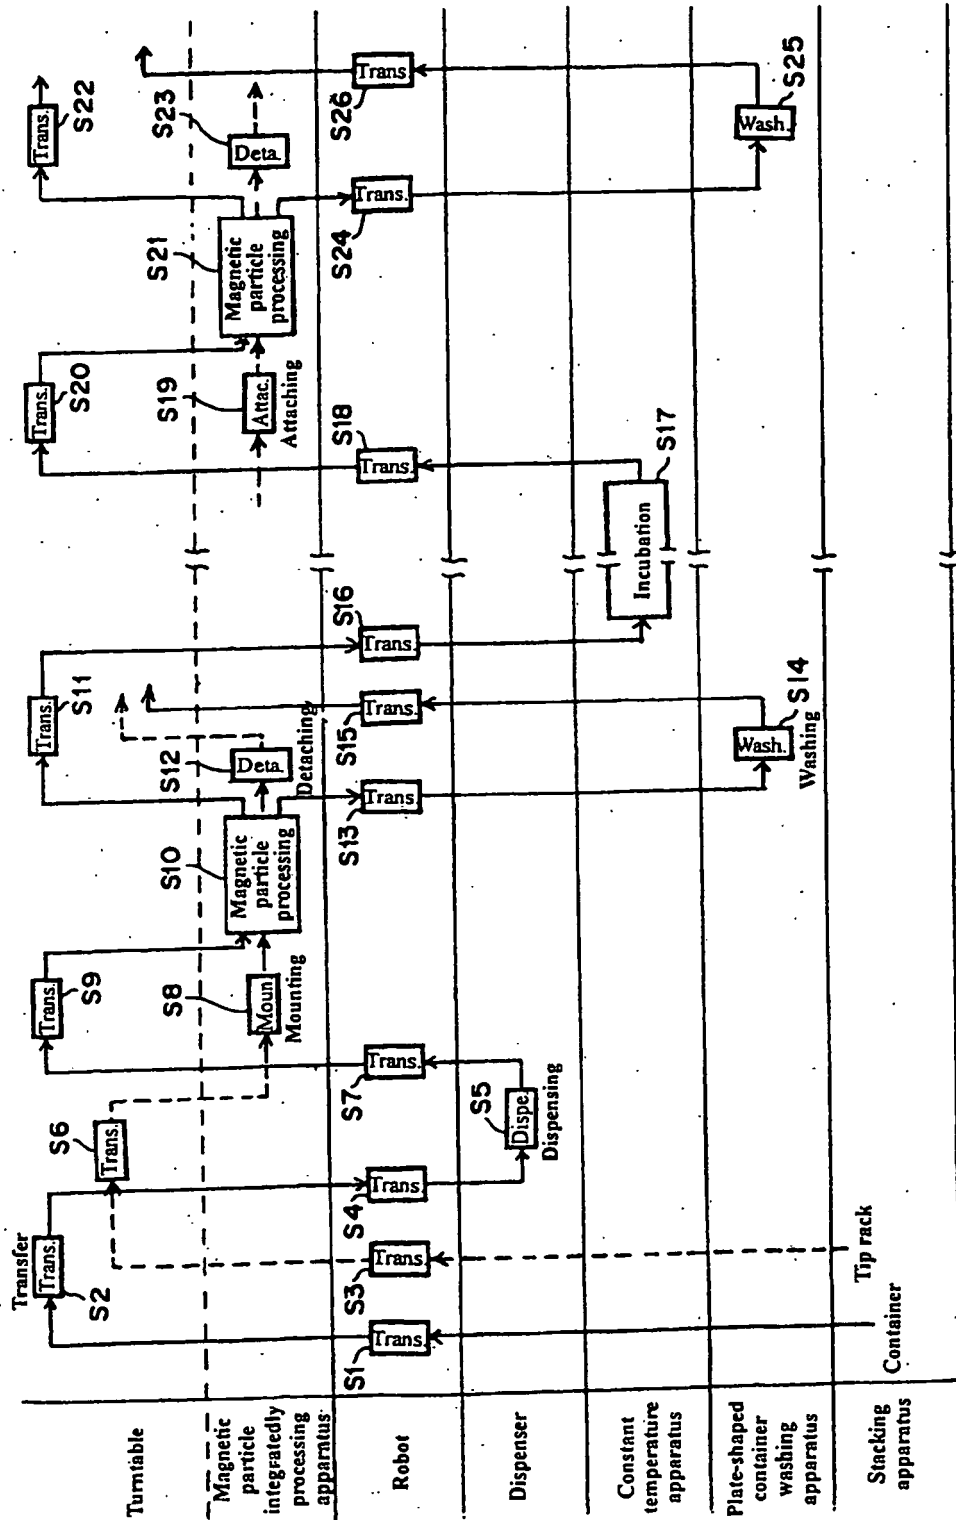 Turntable
Magnetic
particle
integratedly
processing
apparatus
Robot
Dispenser
Constant
temperature
apparatus
Plate-shaped
container
washing
apparatus
Stacking
apparatus
Container
Tip rack
S1
Trans.
Transfer
Trans.
S2
S3
Trans.
S4
Trans.
S5
Dispe.
Dispensing
S6
Trans.
S7
Trans.
S8
Moun
Mounting
Trans.
S9
S10
Magnetic
particle
processing
Trans.
S11
S12
Deta.
Detaching
S13
Trans.
Wash.
S14
Washing
S15
Trans.
S16
Trans.
Incubation
S17
S18
Trans.
S19
Attac.
Attaching
Trans.
S20
S21
Magnetic
particle
processing
Trans.
S22
S23
Deta.
S24
Trans.
Wash.
S25
S26
Trans.